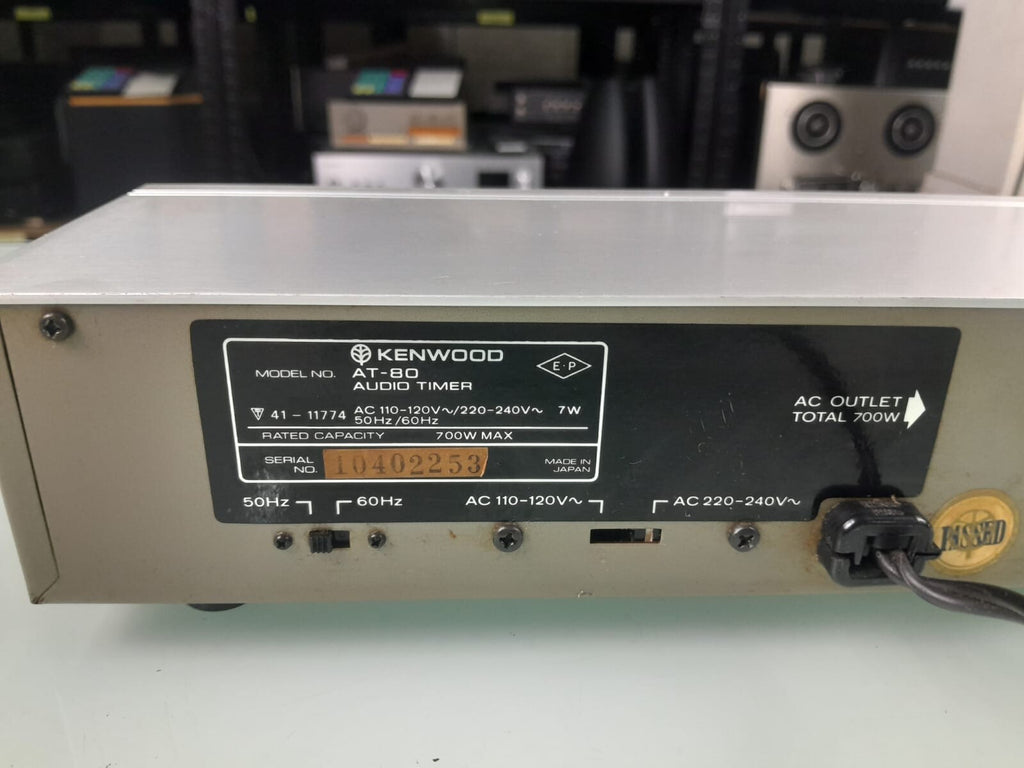 KENWOOD
MODEL NO. AT-80
AUDIO TIMER
E·P
41-11774 AC 110-120V~/220-240V~ 7W
50Hz/60Hz
RATED CAPACITY 700W MAX
SERIAL NO. 10402253
MADE IN JAPAN
AC OUTLET
TOTAL 700W
50Hz 60Hz AC 110-120V~ AC 220-240V~
PASSED